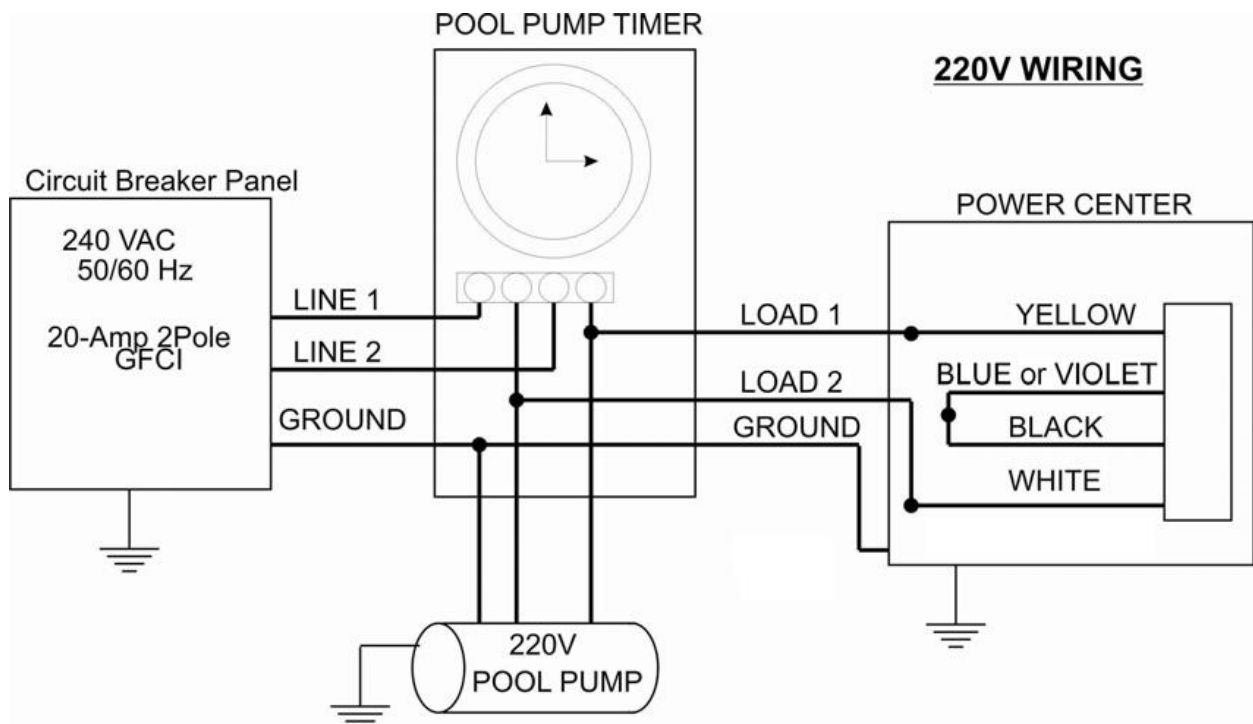 POOL PUMP TIMER
220V WIRING
Circuit Breaker Panel
240 VAC
50/60 Hz
20-Amp 2Pole
GFCI
LINE 1
LINE 2
GROUND
LOAD 1
LOAD 2
GROUND
POWER CENTER
YELLOW
BLUE or VIOLET
BLACK
WHITE
220V
POOL PUMP